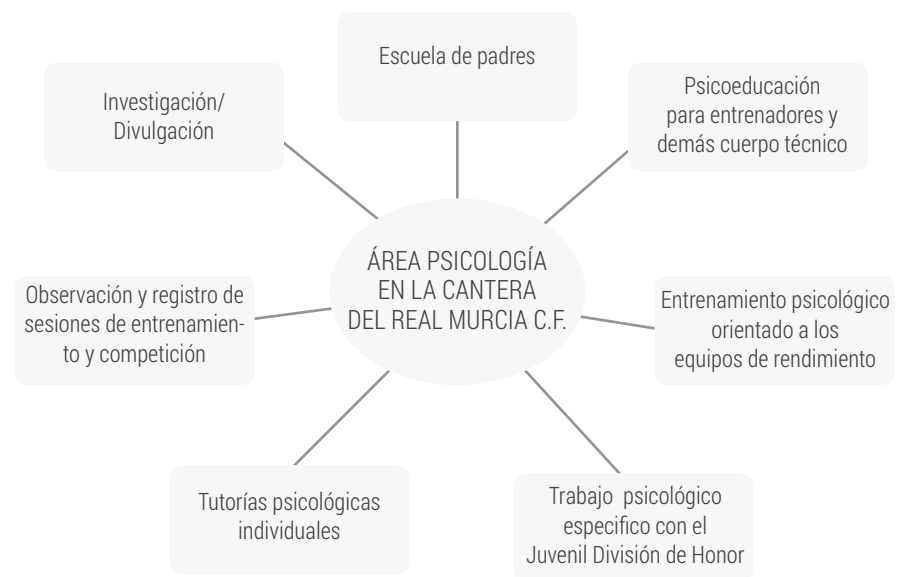 Escuela de padres
Psicoeducación
para entrenadores y
demás cuerpo técnico
Investigación/
Divulgación
ÁREA PSICOLOGÍA
EN LA CANTERA
DEL REAL MURCIA C.F.
Observación y registro de
sesiones de entrenamien-
to y competición
Entrenamiento psicológico
orientado a los
equipos de rendimiento
Tutorías psicológicas
individuales
Trabajo psicológico
especifico con el
Juvenil División de Honor